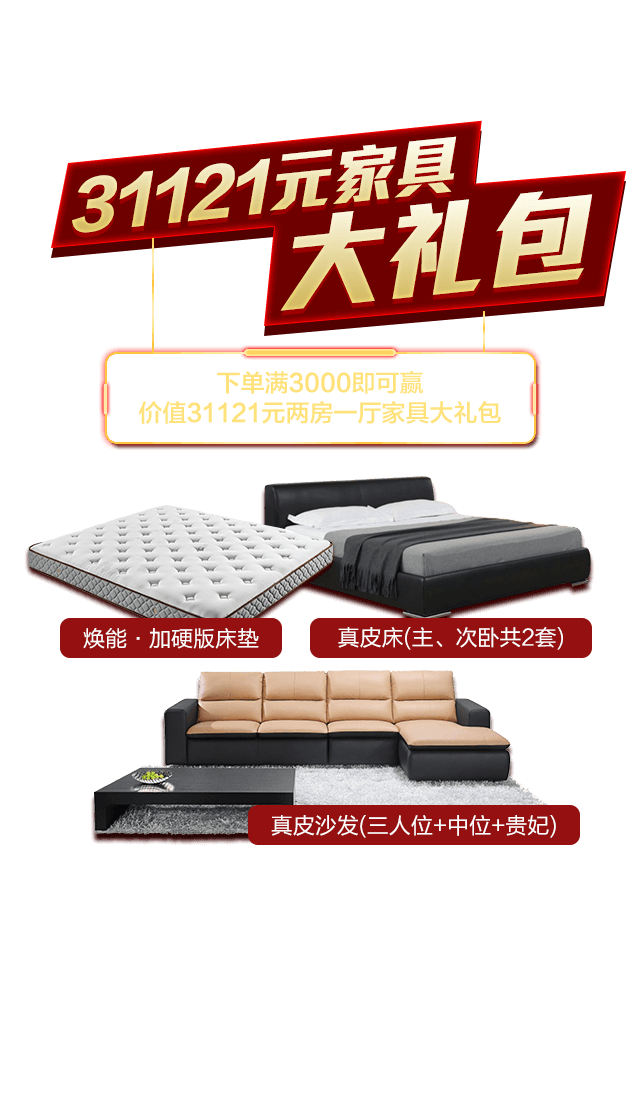 31121元家具
大礼包
下单满3000即可赢
价值31121元两房一厅家具大礼包
焕能·加硬版床垫
真皮床(主、次卧共2套)
真皮沙发(三人位+中位+贵妃)